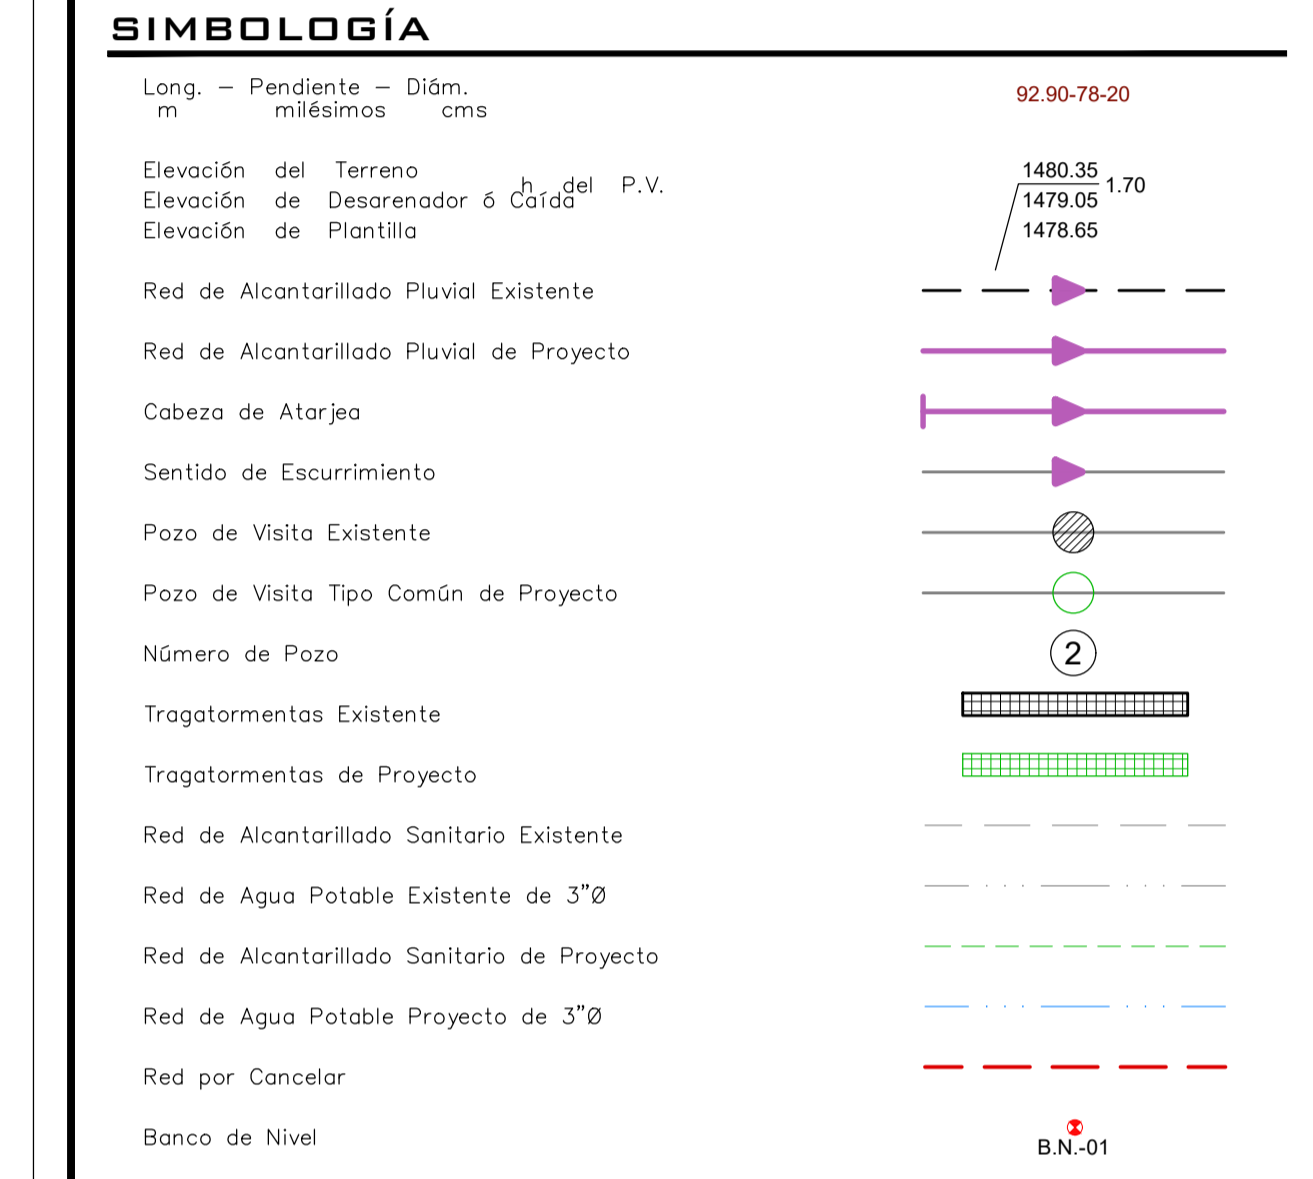 SIMBOLOGÍA
Long. – Pendiente – Diám.
m milésimos cms
92.90-78-20
Elevación del Terreno
h del P.V.
Elevación de Desarenador ó Caída
Elevación de Plantilla
1480.35
1.70
1479.05
1478.65
Red de Alcantarillado Pluvial Existente
Red de Alcantarillado Pluvial de Proyecto
Cabeza de Atarjea
Sentido de Escurrimiento
Pozo de Visita Existente
Pozo de Visita Tipo Común de Proyecto
Número de Pozo
2
Tragatormentas Existente
Tragatormentas de Proyecto
Red de Alcantarillado Sanitario Existente
Red de Agua Potable Existente de 3”Ø
Red de Alcantarillado Sanitario de Proyecto
Red de Agua Potable Proyecto de 3”Ø
Red por Cancelar
Banco de Nivel
B.N.-01